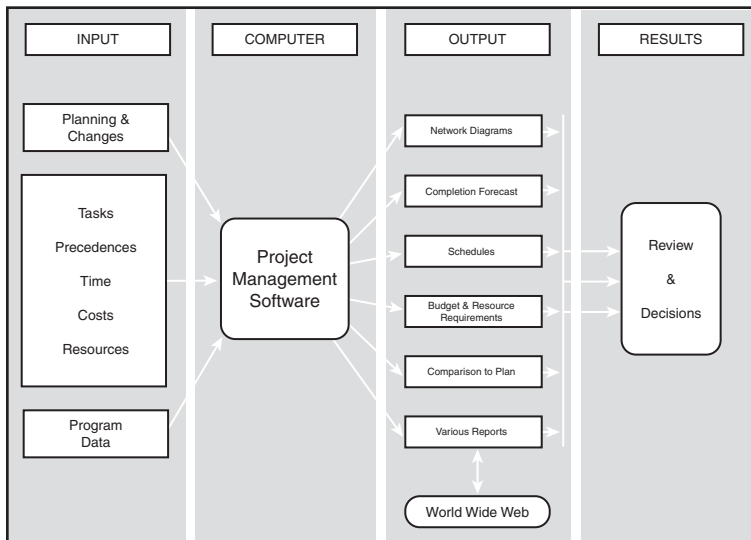 INPUT
COMPUTER
OUTPUT
RESULTS
Planning &
Changes
Tasks
Precedences
Time
Costs
Resources
Program
Data
Project
Management
Software
Network Diagrams
Completion Forecast
Schedules
Budget & Resource
Requirements
Comparison to Plan
Various Reports
World Wide Web
Review
&
Decisions